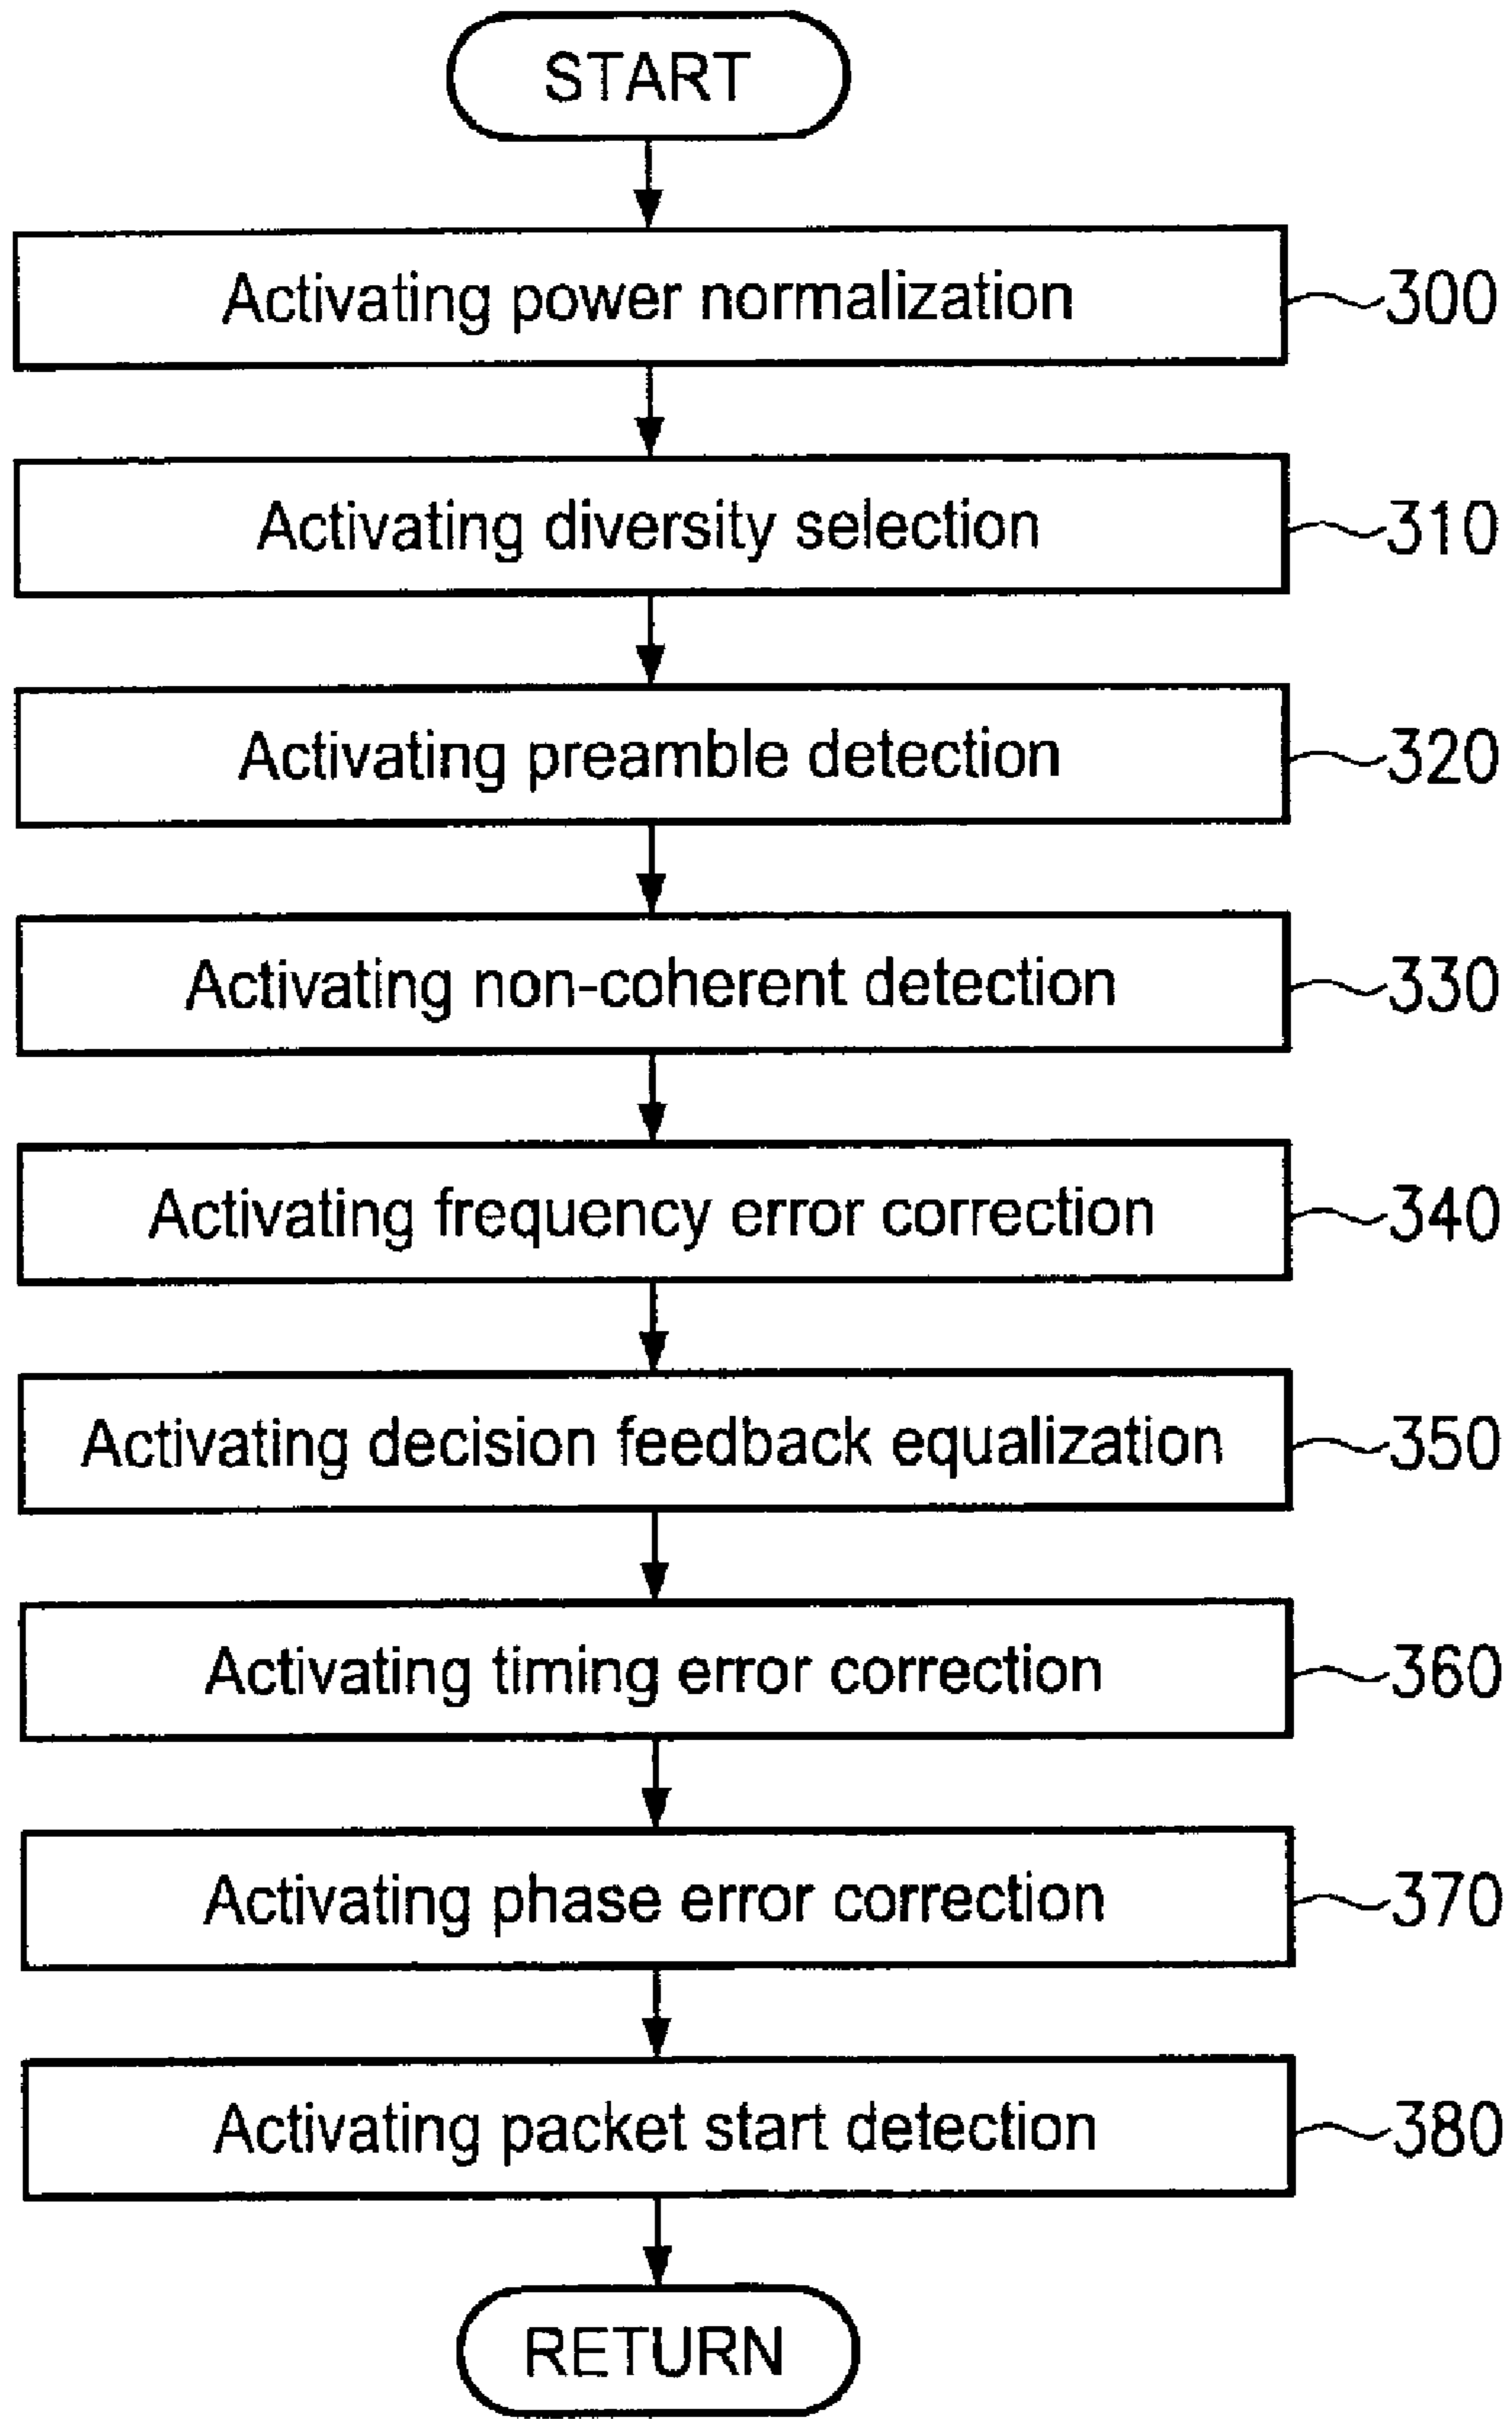 START
Activating power normalization 300
Activating diversity selection 310
Activating preamble detection 320
Activating non-coherent detection 330
Activating frequency error correction 340
Activating decision feedback equalization 350
Activating timing error correction 360
Activating phase error correction 370
Activating packet start detection 380
RETURN